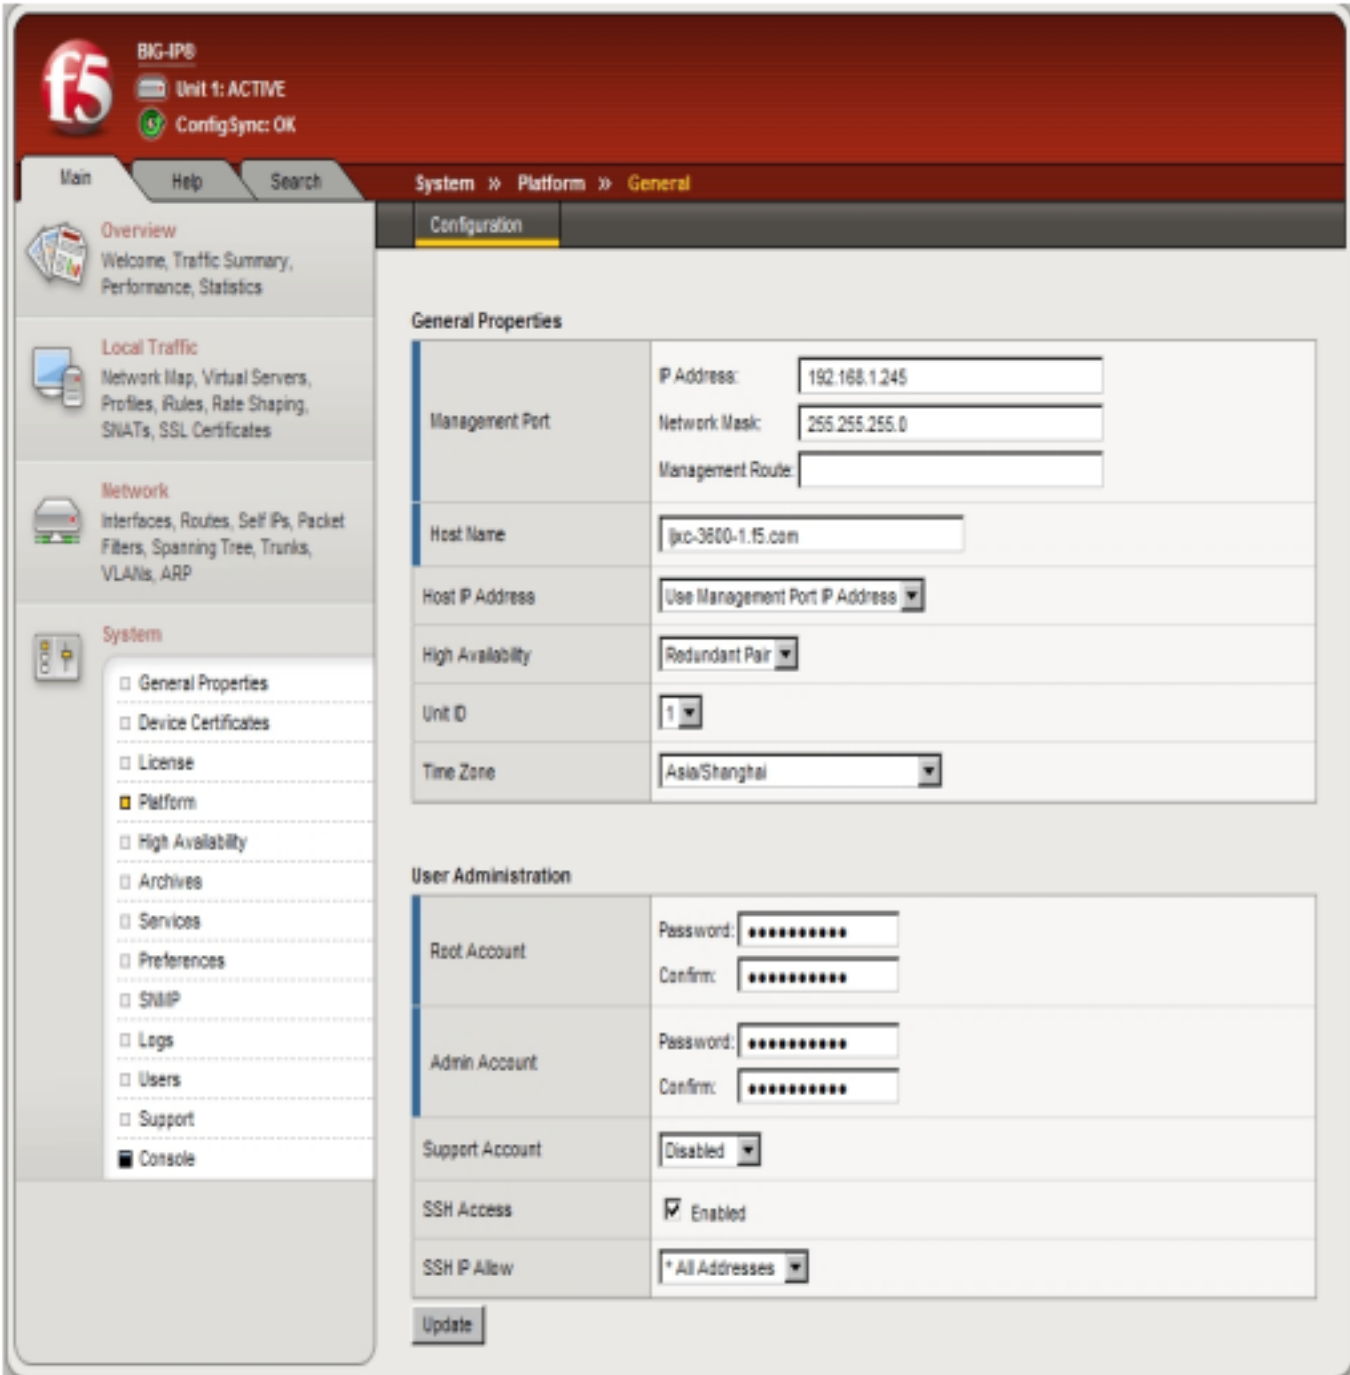 f5
BIG-IP®
Unit 1: ACTIVE
ConfigSync: OK
Main
Help
Search
System » Platform » General
Configuration
Overview
Welcome, Traffic Summary,
Performance, Statistics
Local Traffic
Network Map, Virtual Servers,
Profiles, iRules, Rate Shaping,
SNATs, SSL Certificates
Network
Interfaces, Routes, Self IPs, Packet
Filters, Spanning Tree, Trunks,
VLANs, ARP
System
General Properties
Device Certificates
License
Platform
High Availability
Archives
Services
Preferences
SNMP
Logs
Users
Support
Console
General Properties
Management Port
IP Address: 192.168.1.245
Network Mask: 255.255.255.0
Management Route:
Host Name
Host IP Address Use Management Port IP Address
High Availability Redundant Pair
Unit ID 1
Time Zone Asia/Shanghai
User Administration
Root Account
Password: ••••••••••
Confirm: ••••••••••
Admin Account
Password: ••••••••••
Confirm: ••••••••••
Support Account Disabled
SSH Access Enabled
SSH IP Allow * All Addresses
Update